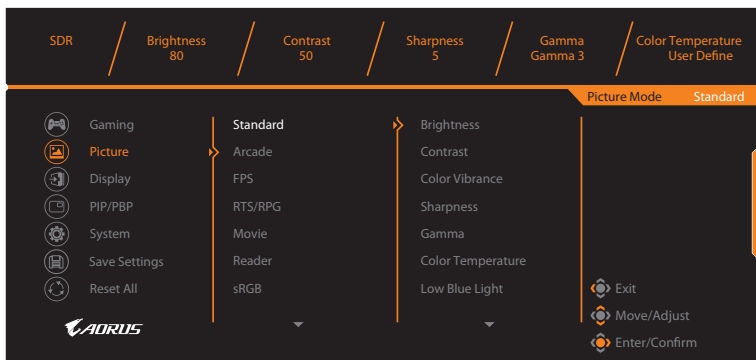 SDR Brightness Contrast Sharpness Gamma Color Temperature
80 50 5 Gamma 3 User Define
Picture Mode Standard
Gaming Standard Brightness
Picture Arcade Contrast
Display FPS Color Vibrance
PIP/PBP RTS/RPG Sharpness
System Movie Gamma
Save Settings Reader Color Temperature
Reset All sRGB Low Blue Light
Exit
AORUS
Move/Adjust
Enter/Confirm